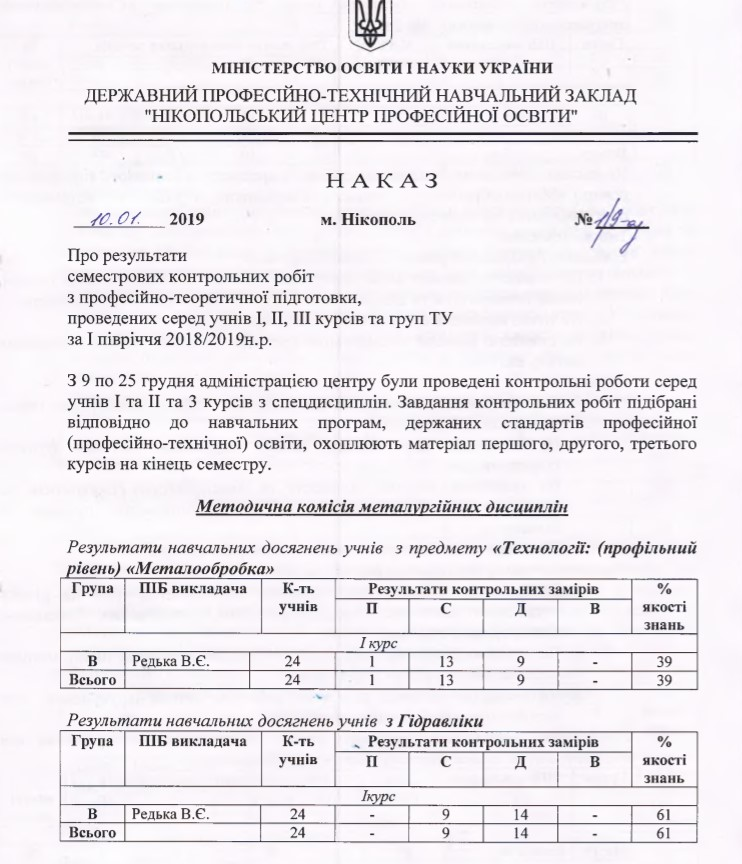 МІНІСТЕРСТВО ОСВІТИ І НАУКИ УКРАЇНИ
ДЕРЖАВНИЙ ПРОФЕСІЙНО-ТЕХНІЧНИЙ НАВЧАЛЬНИЙ ЗАКЛАД
"НІКОПОЛЬСЬКИЙ ЦЕНТР ПРОФЕСІЙНОЇ ОСВІТИ"
Н А К А З
10.01. 2019 м. Нікополь №
Про результати
семестрових контрольних робіт
з професійно-теоретичної підготовки,
проведених серед учнів І, ІІ, ІІІ курсів та груп ТУ
за І півріччя 2018/2019н.р.
З 9 по 25 грудня адміністрацією центру були проведені контрольні роботи серед
учнів І та ІІ та 3 курсів з спецдисциплін. Завдання контрольних робіт підібрані
відповідно до навчальних програм, держаних стандартів професійної
(професійно-технічної) освіти, охоплюють матеріал першого, другого, третього
курсів на кінець семестру.
Методична комісія металургійних дисциплін
Результати навчальних досягнень учнів з предмету «Технології: (профільний
рівень) «Металообробка»
Група ПІБ викладача К-ть Результати контрольних замірів %
учнів П С Д В якості
знань
І курс
В Редька В.Є. 24 1 13 9 - 39
Всього 24 1 13 9 - 39
Результати навчальних досягнень учнів з Гідравліки
Група ПІБ викладача К-ть Результати контрольних замірів %
учнів П С Д В якості
знань
Ікурс
В Редька В.Є. 24 - 9 14 - 61
Всього 24 - 9 14 - 61